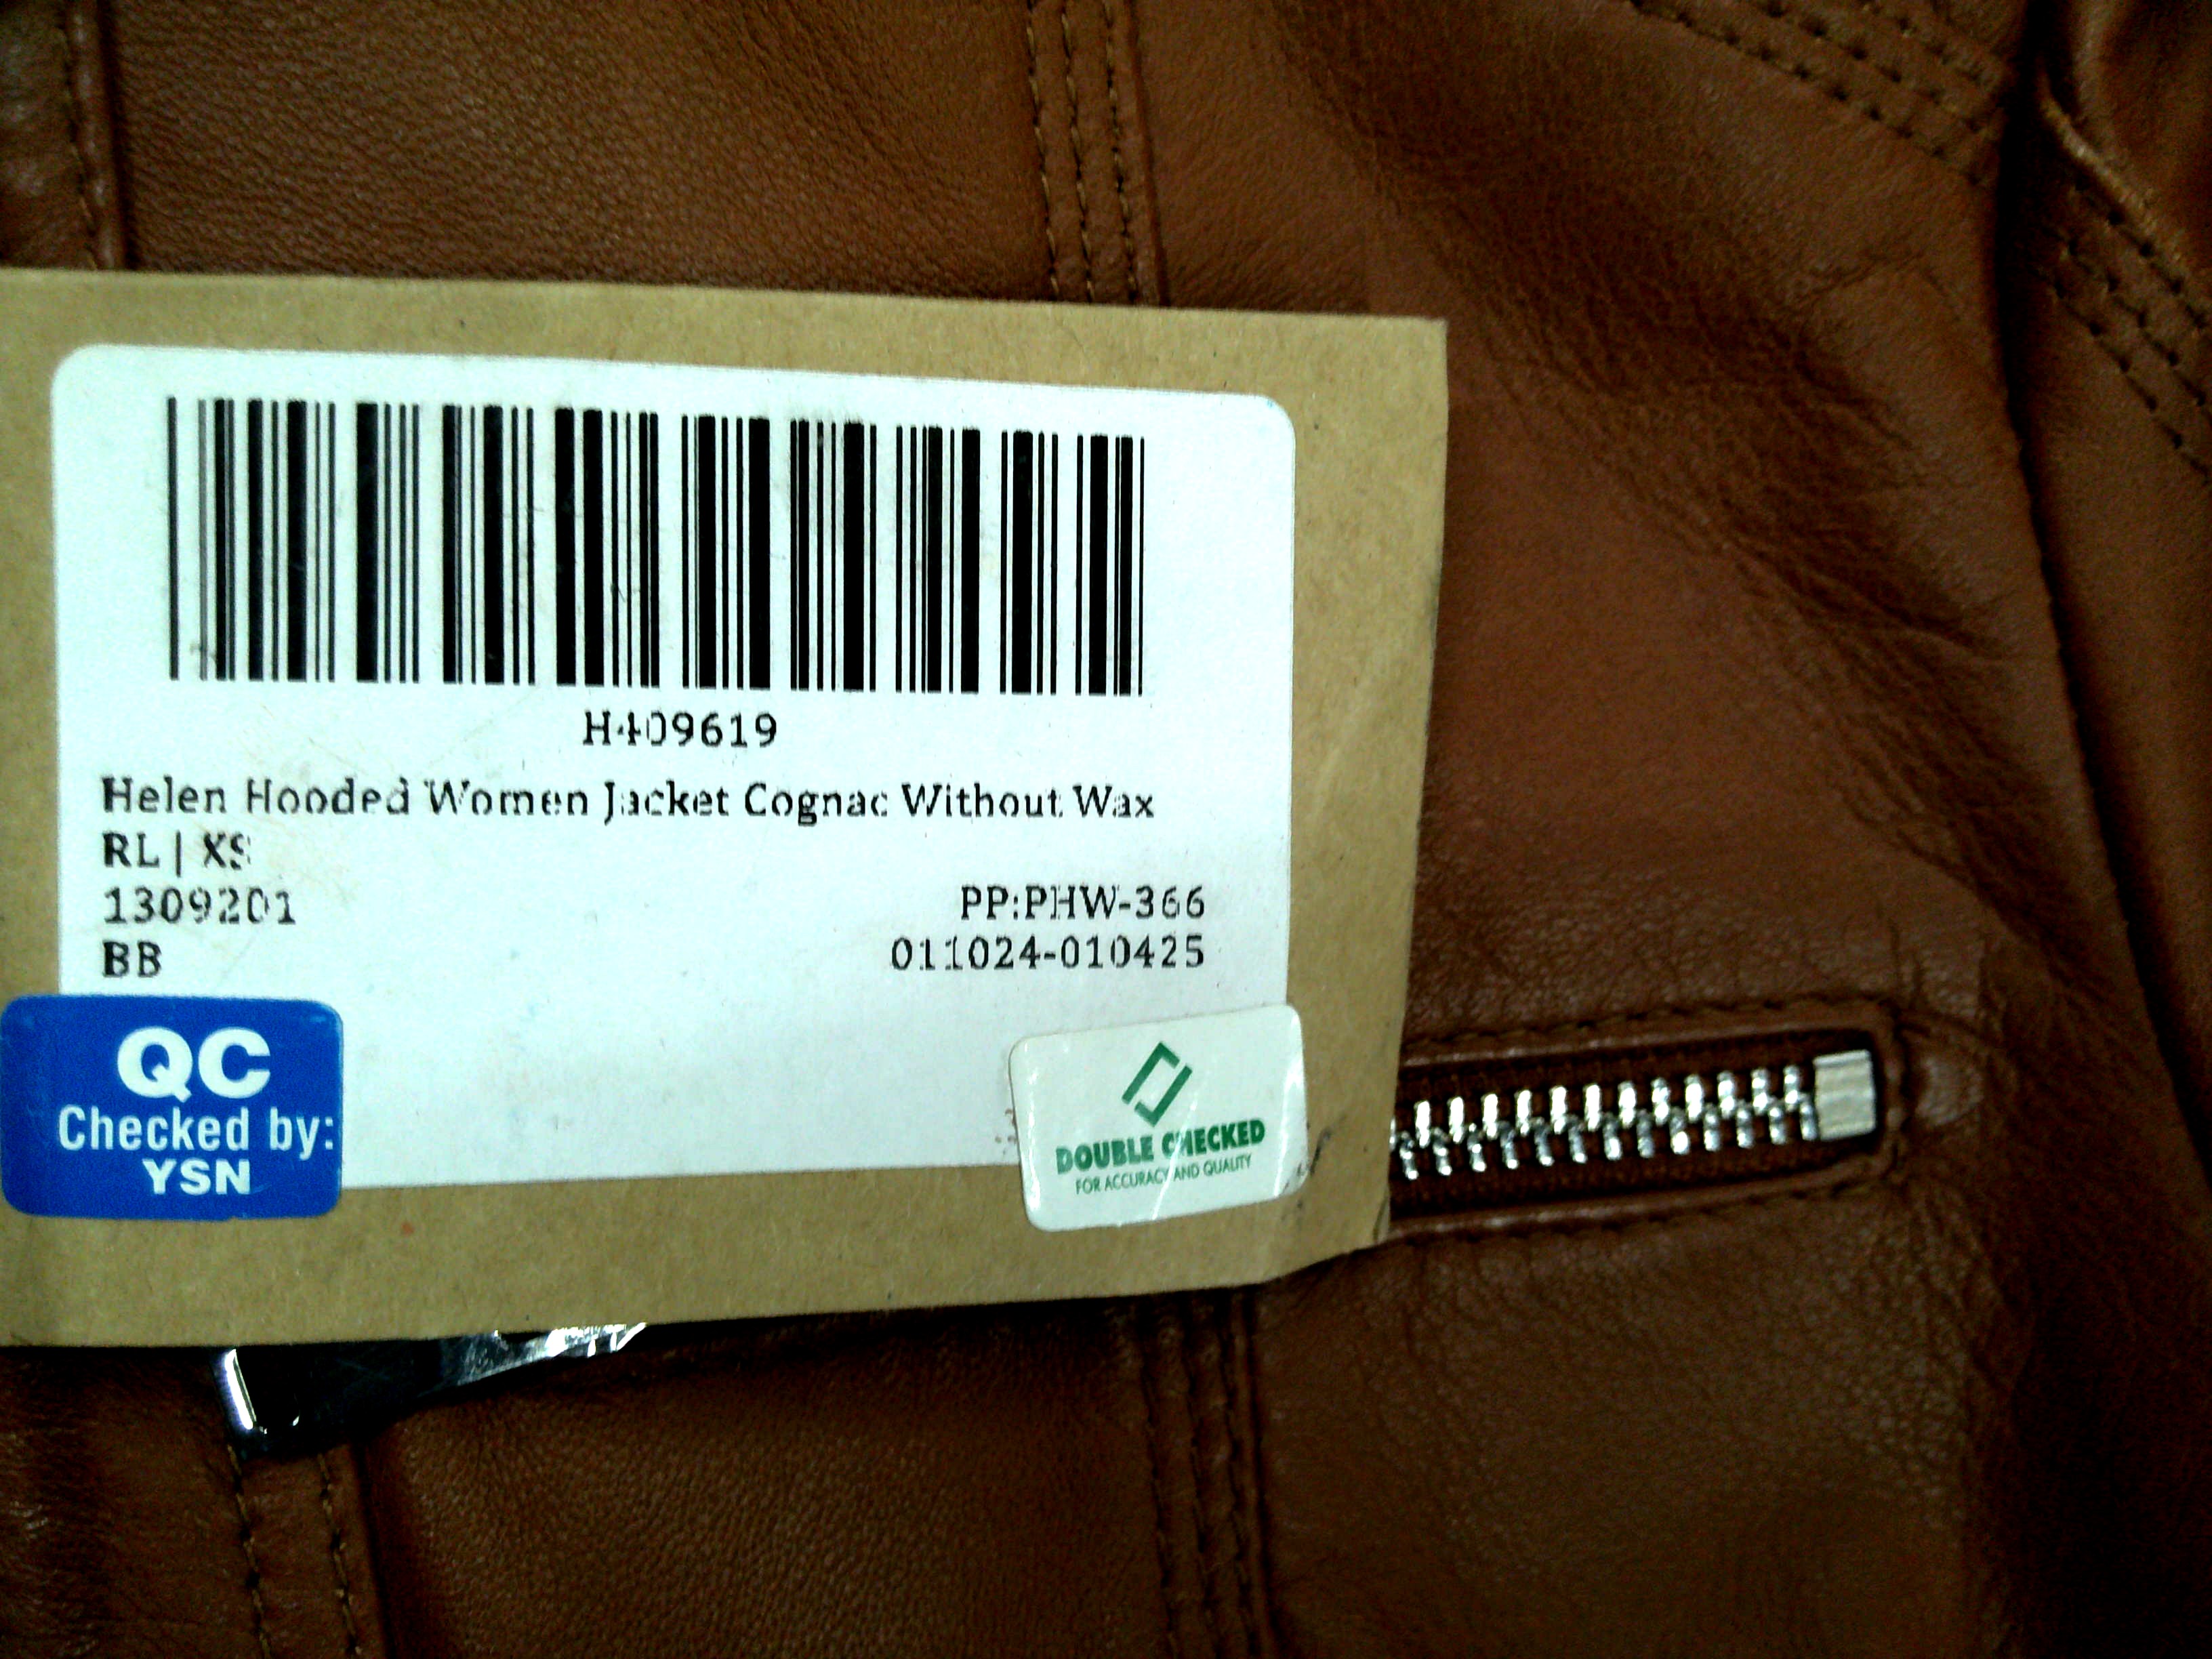 H409619
Helen Hooded Women Jacket Cognac Without Wax
RL | XS
1309201
PP:PHW-366
BB
011024-010425
QC
Checked by:
YSN
DOUBLE CHECKED
FOR ACCURACY AND QUALITY